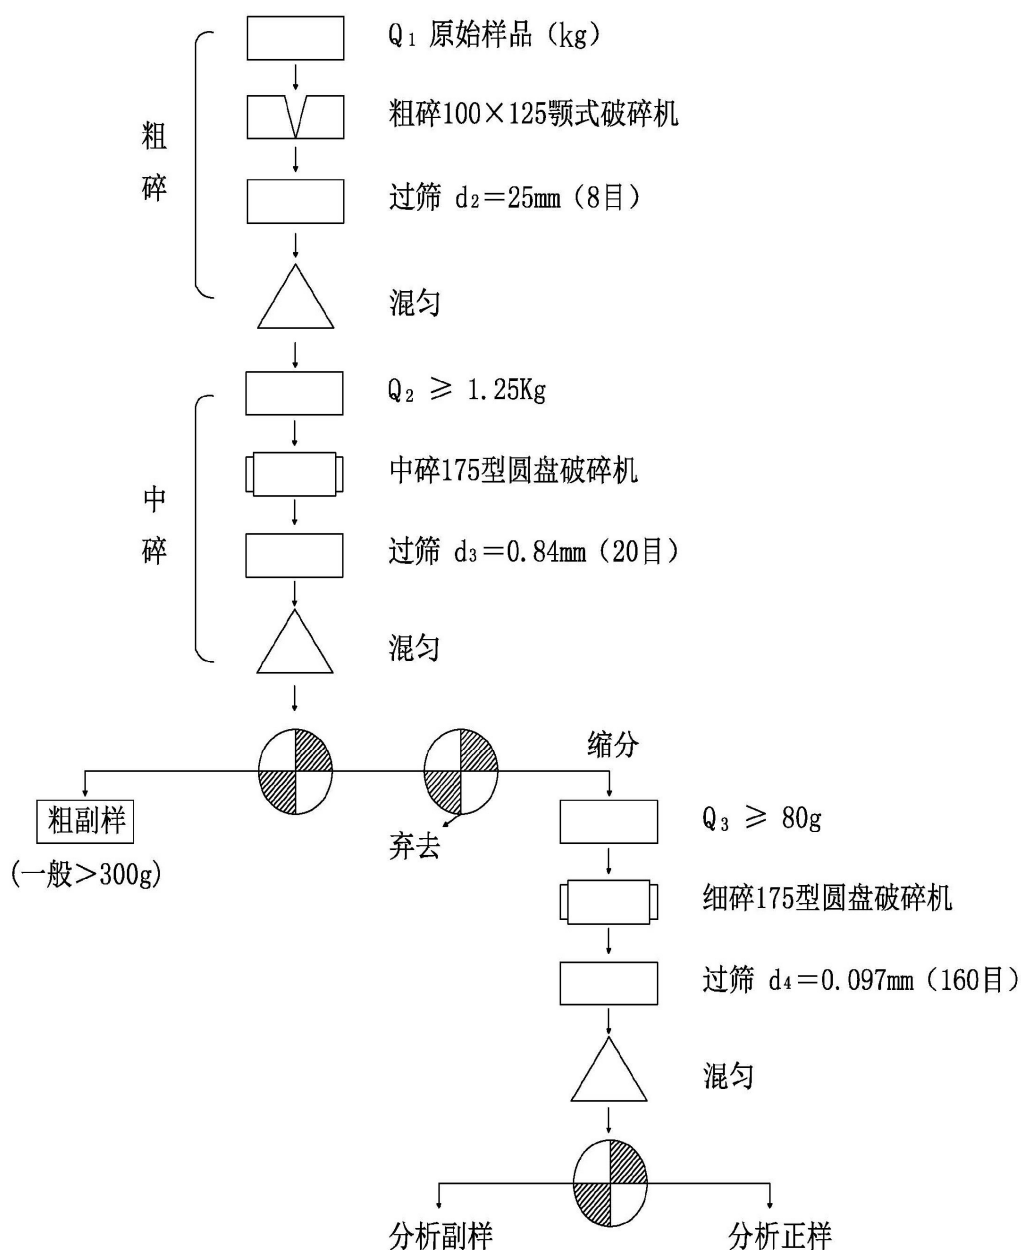 Q₁ 原始样品（kg）
粗碎100×125颚式破碎机
粗碎
过筛 d₂=25mm（8目）
混匀
Q₂ ≥ 1.25Kg
中碎175型圆盘破碎机
中碎
过筛 d₃=0.84mm（20目）
混匀
缩分
粗副样
(一般>300g)
弃去
Q₃ ≥ 80g
细碎175型圆盘破碎机
过筛 d₄=0.097mm（160目）
混匀
分析副样
分析正样